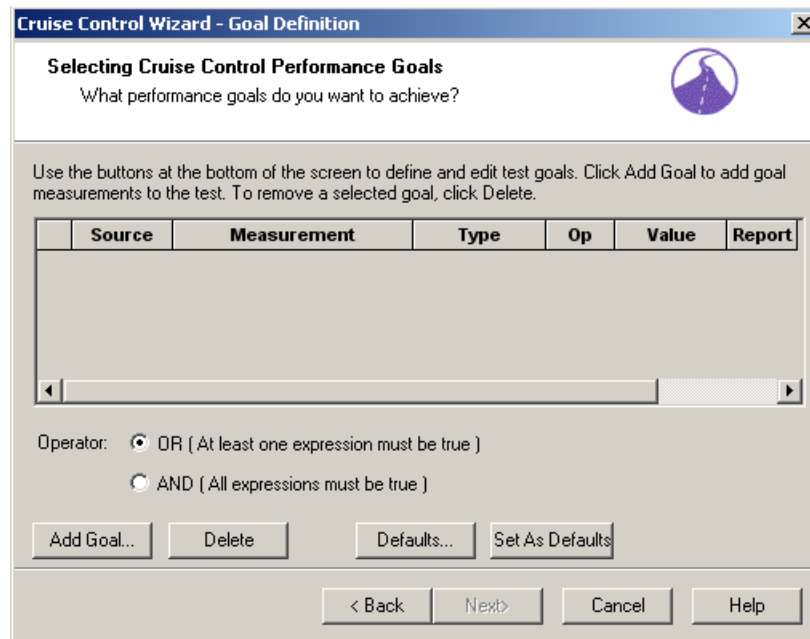 Cruise Control Wizard - Goal Definition
Selecting Cruise Control Performance Goals
What performance goals do you want to achieve?
Use the buttons at the bottom of the screen to define and edit test goals. Click Add Goal to add goal
measurements to the test. To remove a selected goal, click Delete.
Source Measurement Type Op Value Report
Operator: OR ( At least one expression must be true )
AND ( All expressions must be true )
Add Goal... Delete Defaults... Set As Defaults
< Back Next> Cancel Help